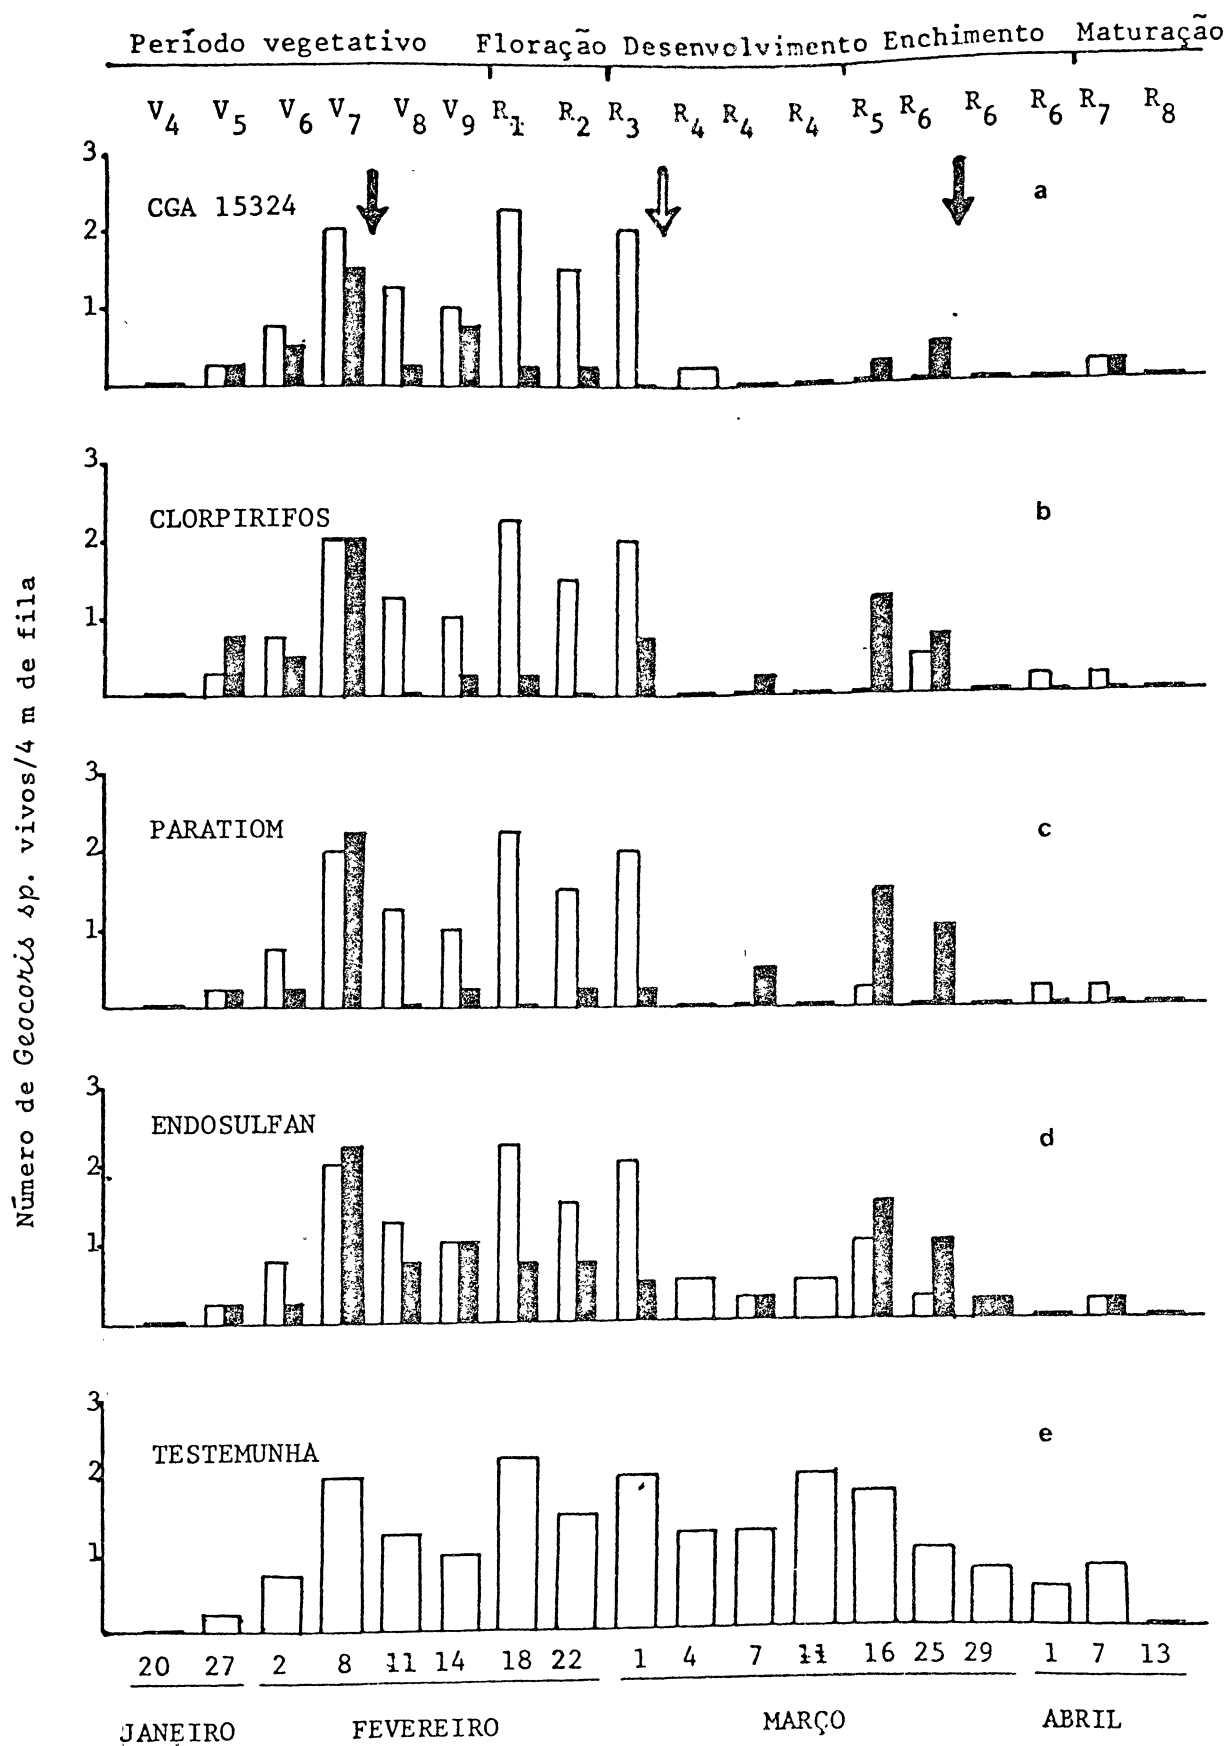 Período vegetativo Floração Desenvolvimento Enchimento Maturação
V4 V5 V6 V7 V8 V9 R1 R2 R3 R4 R4 R4 R5 R6 R6 R6 R7 R8
3
CGA 15324 a
2
1
3
CLORPIRIFOS b
2
1
3
PARATIOM c
2
1
3
ENDOSULFAN d
2
1
3
TESTEMUNHA e
2
1
Número de Geocoris sp. vivos/4 m de fila
20 27 2 8 11 14 18 22 1 4 7 11 16 25 29 1 7 13
JANEIRO FEVEREIRO MARÇO ABRIL